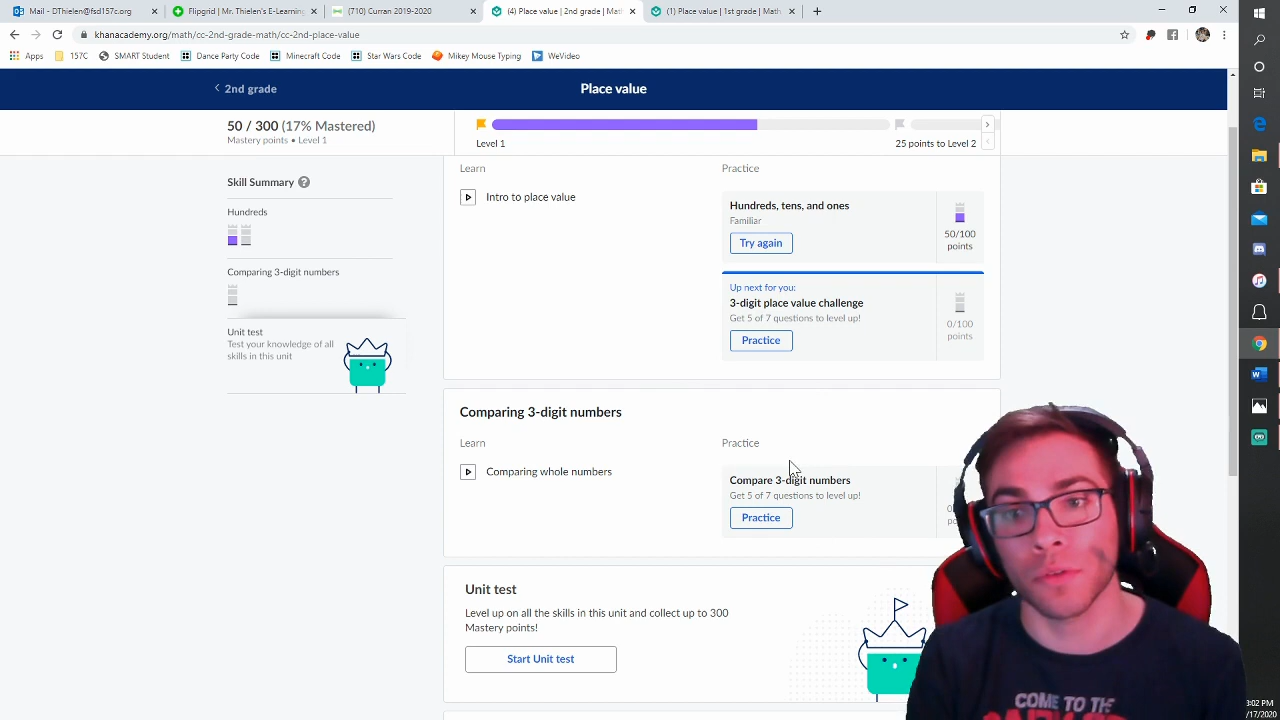 Mail - DThielen@fsd157c.org
Flipgrid | Mr. Thielen's E-Learning
(710) Curran 2019-2020
(4) Place value | 2nd grade | Math
(1) Place value | 1st grade | Math
khanacademy.org/math/cc-2nd-grade-math/cc-2nd-place-value
Apps
157C
SMART Student
Dance Party Code
Minecraft Code
Star Wars Code
Mikey Mouse Typing
WeVideo
2nd grade
Place value
50 / 300 (17% Mastered)
Mastery points • Level 1
Level 1
25 points to Level 2
Skill Summary
Hundreds
Comparing 3-digit numbers
Unit test
Test your knowledge of all
skills in this unit
Learn
Practice
Intro to place value
Hundreds, tens, and ones
Familiar
Try again
50/100
points
Up next for you:
3-digit place value challenge
Get 5 of 7 questions to level up!
Practice
0/100
points
Comparing 3-digit numbers
Learn
Practice
Comparing whole numbers
Compare 3-digit numbers
Get 5 of 7 questions to level up!
Practice
Unit test
Level up on all the skills in this unit and collect up to 300
Mastery points!
Start Unit test
COME TO THE
3:02 PM
/17/2020